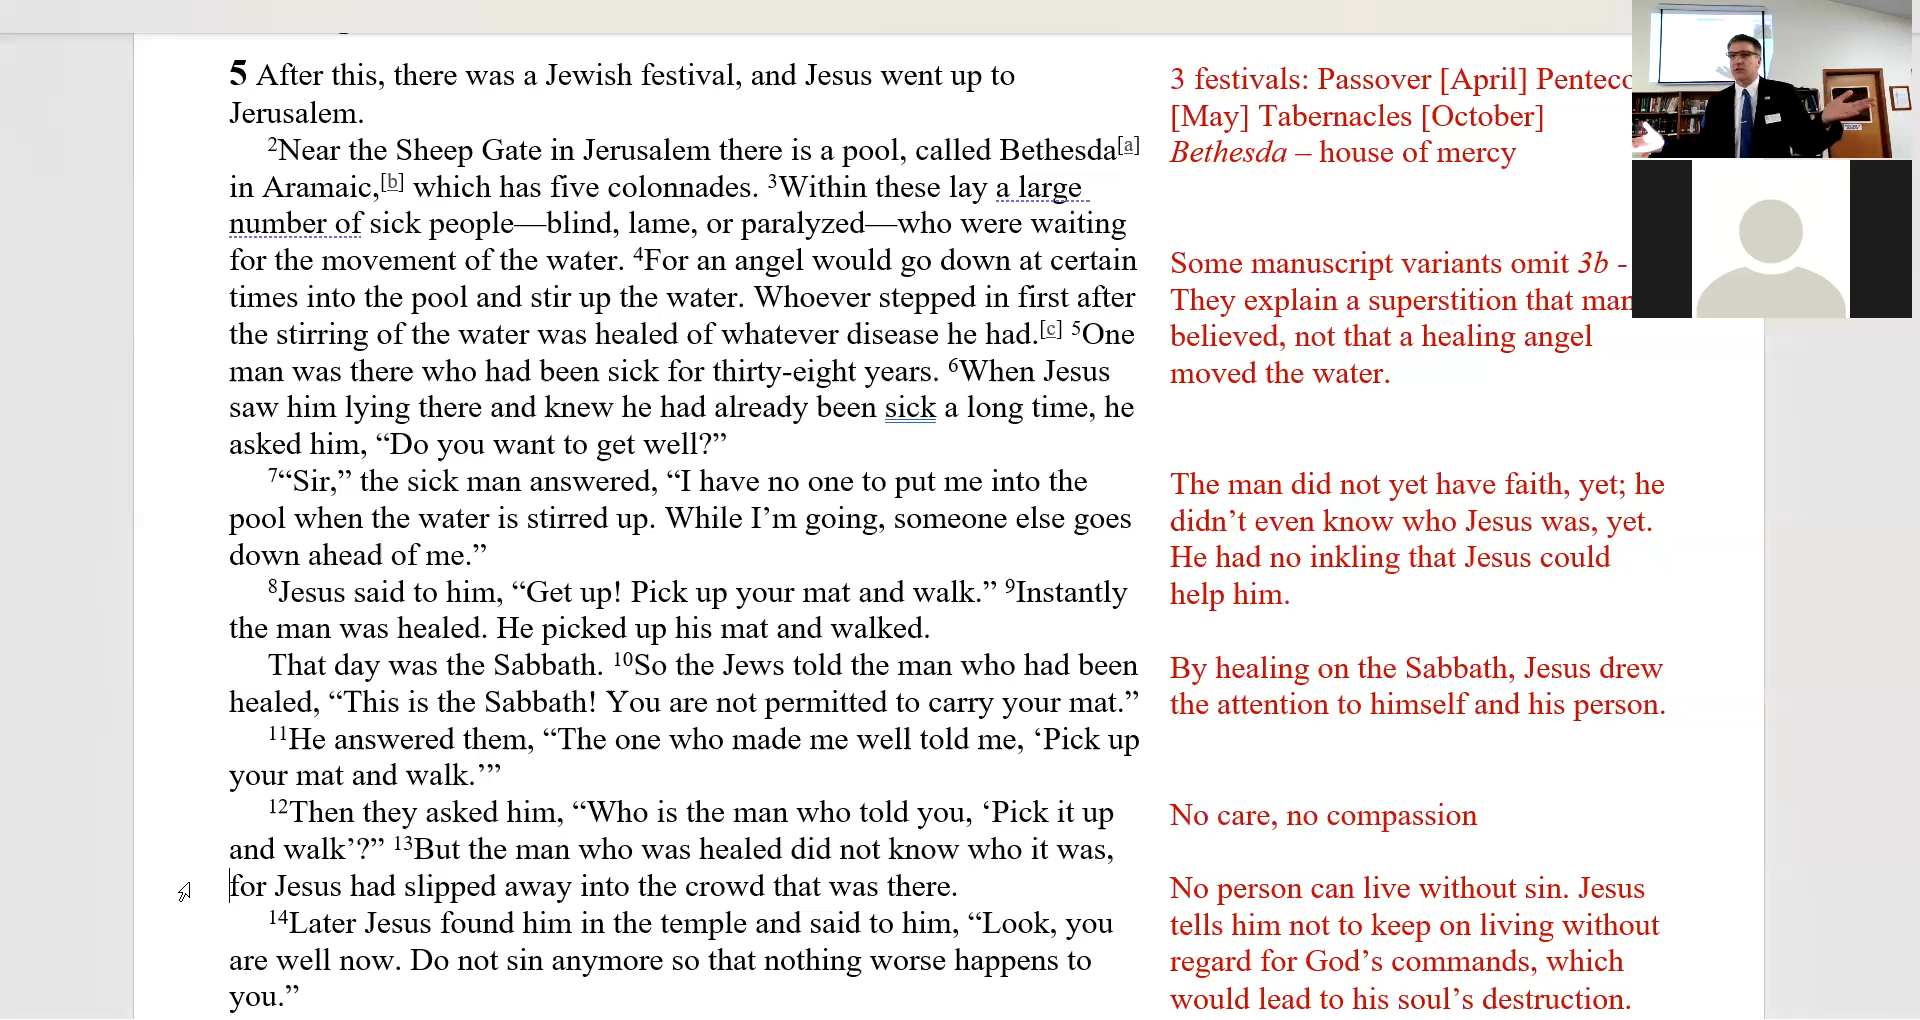 5 After this, there was a Jewish festival, and Jesus went up to
Jerusalem.
2Near the Sheep Gate in Jerusalem there is a pool, called Bethesda[a]
in Aramaic,[b] which has five colonnades. 3Within these lay a large
number of sick people—blind, lame, or paralyzed—who were waiting
for the movement of the water. 4For an angel would go down at certain
times into the pool and stir up the water. Whoever stepped in first after
the stirring of the water was healed of whatever disease he had.[c] 5One
man was there who had been sick for thirty-eight years. 6When Jesus
saw him lying there and knew he had already been sick a long time, he
asked him, “Do you want to get well?”
7“Sir,” the sick man answered, “I have no one to put me into the
pool when the water is stirred up. While I’m going, someone else goes
down ahead of me.”
8Jesus said to him, “Get up! Pick up your mat and walk.” 9Instantly
the man was healed. He picked up his mat and walked.
That day was the Sabbath. 10So the Jews told the man who had been
healed, “This is the Sabbath! You are not permitted to carry your mat.”
11He answered them, “The one who made me well told me, ‘Pick up
your mat and walk.’”
12Then they asked him, “Who is the man who told you, ‘Pick it up
and walk’?” 13But the man who was healed did not know who it was,
for Jesus had slipped away into the crowd that was there.
14Later Jesus found him in the temple and said to him, “Look, you
are well now. Do not sin anymore so that nothing worse happens to
you.”
3 festivals: Passover [April] Penteco
[May] Tabernacles [October]
Bethesda – house of mercy
Some manuscript variants omit 3b -
They explain a superstition that man
believed, not that a healing angel
moved the water.
The man did not yet have faith, yet; he
didn’t even know who Jesus was, yet.
He had no inkling that Jesus could
help him.
By healing on the Sabbath, Jesus drew
the attention to himself and his person.
No care, no compassion
No person can live without sin. Jesus
tells him not to keep on living without
regard for God’s commands, which
would lead to his soul’s destruction.